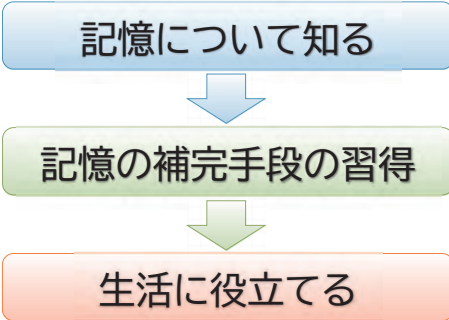 記憶について知る
記憶の補完手段の習得
生活に役立てる